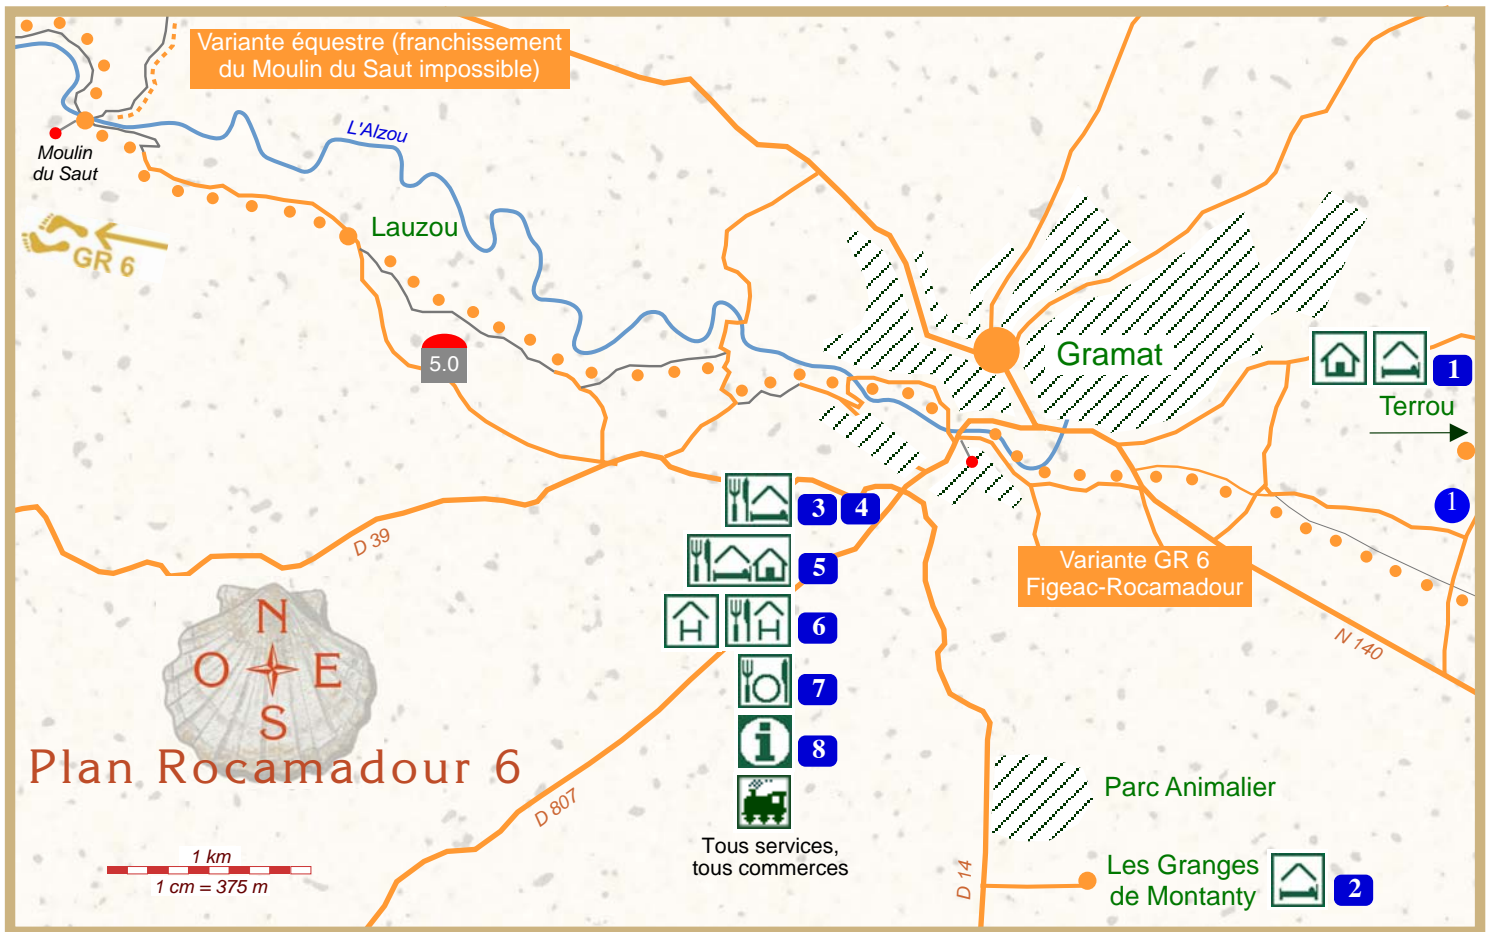 Variante équestre (franchissement
du Moulin du Saut impossible)
L'Alzou
Moulin
du Saut
GR 6
Lauzou
5.0
Gramat
1
Terrou
1
D 39
3 4
5
6
7
8
Variante GR 6
Figeac-Rocamadour
N 140
N
O E
S
Plan Rocamadour 6
D 807
Tous services,
tous commerces
Parc Animalier
1 km
1 cm = 375 m
D 14
Les Granges
de Montanty
2